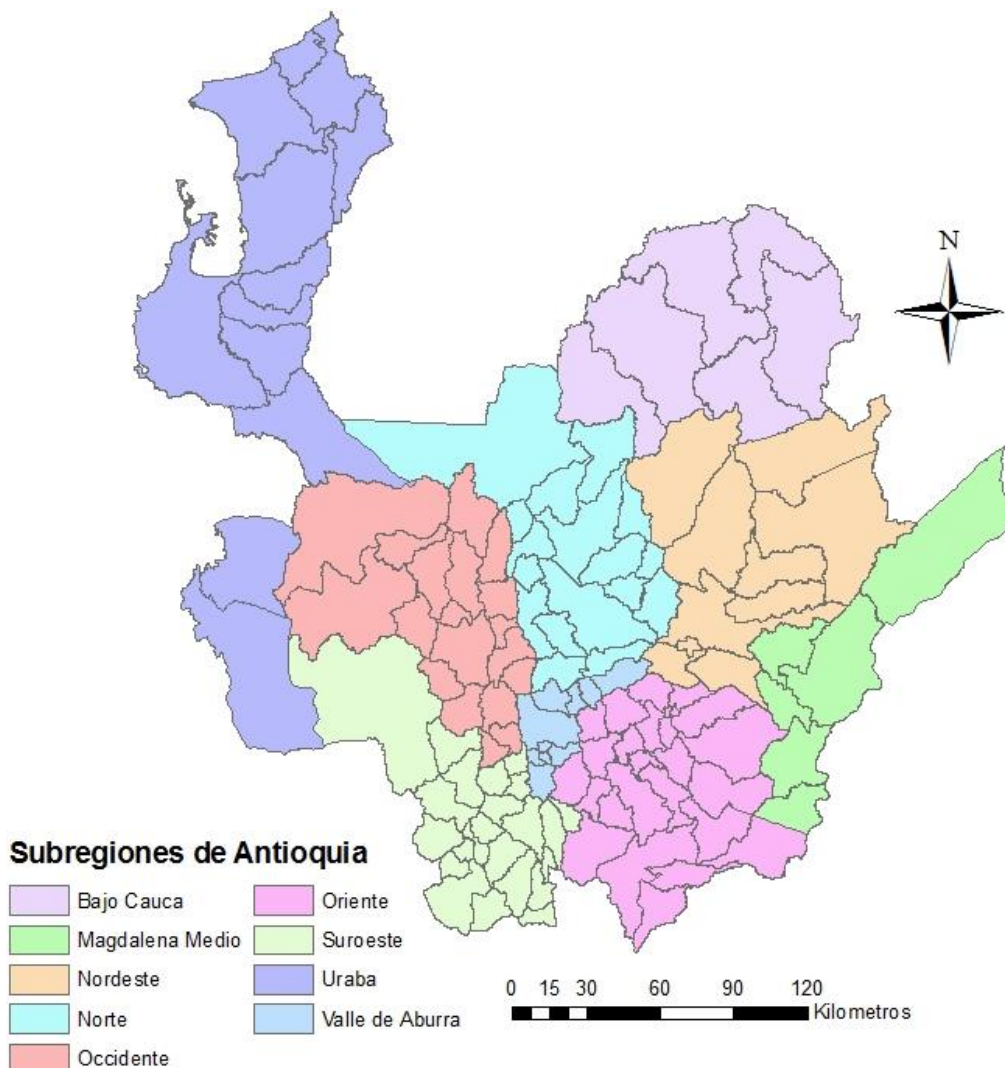 N
Subregiones de Antioquia
Bajo Cauca
Magdalena Medio
Nordeste
Norte
Occidente
Oriente
Suroeste
Uraba
Valle de Aburra
0 15 30 60 90 120
Kilometros